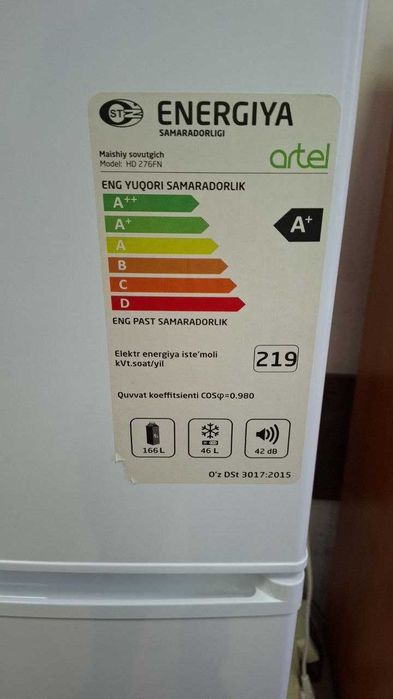 ST
ENERGIYA
SAMARADORLIGI
Maishiy sovutgich
Model: HD 276FN
artel
ENG YUQORI SAMARADORLIK
A++
A+
A
B
C
D
A+
ENG PAST SAMARADORLIK
Elektr energiya iste'moli
kVt.soat/yil
219
Quvvat koeffitsienti COSφ=0.980
166 L
46 L
42 dB
O'z DSt 3017:2015